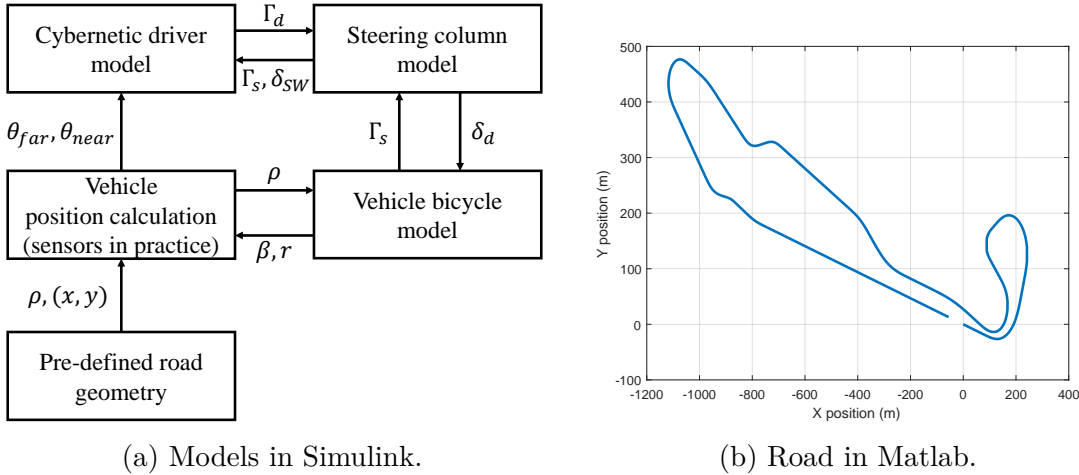 Cybernetic driver
model
Γ_d
Γ_s, δ_SW
Steering column
model
θ_far, θ_near
Γ_s
δ_d
Vehicle
position calculation
(sensors in practice)
ρ
β, r
Vehicle bicycle
model
ρ, (x, y)
Pre-defined road
geometry
(a) Models in Simulink.
500
400
300
200
100
0
-100
Y position (m)
-1200 -1000 -800 -600 -400 -200 0 200 400
X position (m)
(b) Road in Matlab.